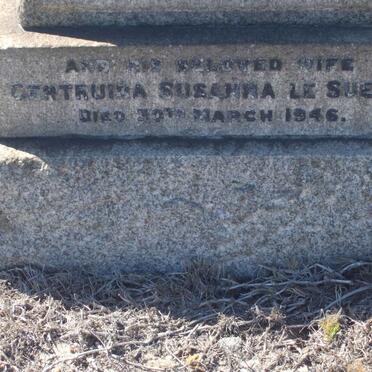 AND HIS BELOVED WIFE
GERTRUIDA SUSANNA LE SUE
DIED 30TH MARCH 1946.